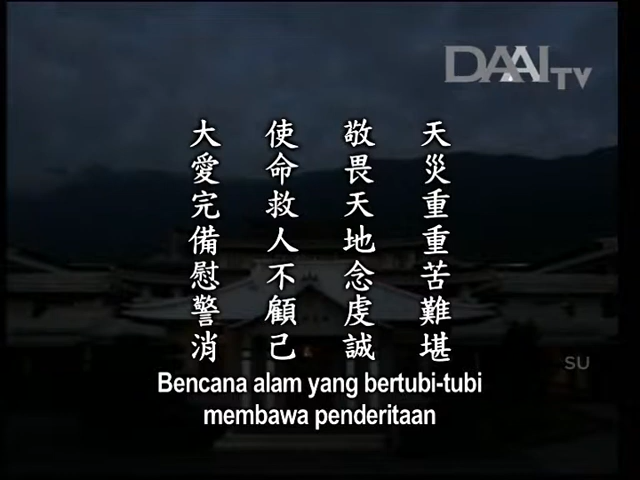 DAAI TV
天災重重苦難堪
敬畏天地念虔誠
使命救人不顧己
大愛完備慰警消
SU
Bencana alam yang bertubi-tubi
membawa penderitaan